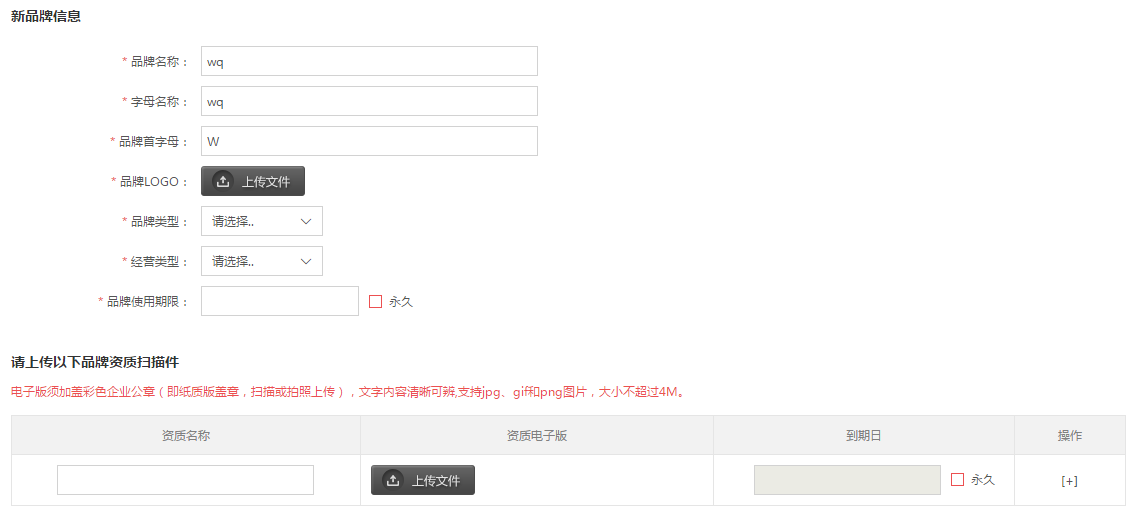 新品牌信息
* 品牌名称： wq
* 字母名称： wq
* 品牌首字母： W
* 品牌LOGO： 上传文件
* 品牌类型： 请选择..
* 经营类型： 请选择..
* 品牌使用期限： 永久
请上传以下品牌资质扫描件
电子版须加盖彩色企业公章（即纸质版盖章，扫描或拍照上传），文字内容清晰可辨,支持jpg、gif和png图片，大小不超过4M。
资质名称 资质电子版 到期日 操作
上传文件 永久 [+]